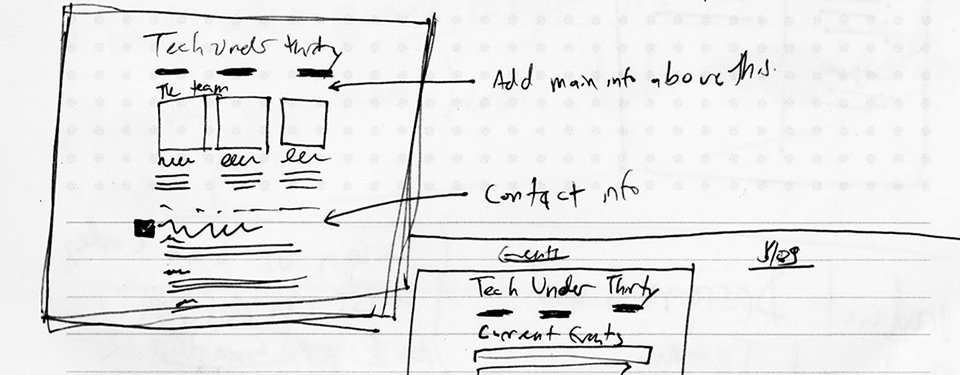 Tech Under thirty
The team
Add main info above this.
Contact info
Events
Blog
Tech Under Thirty
Current Events